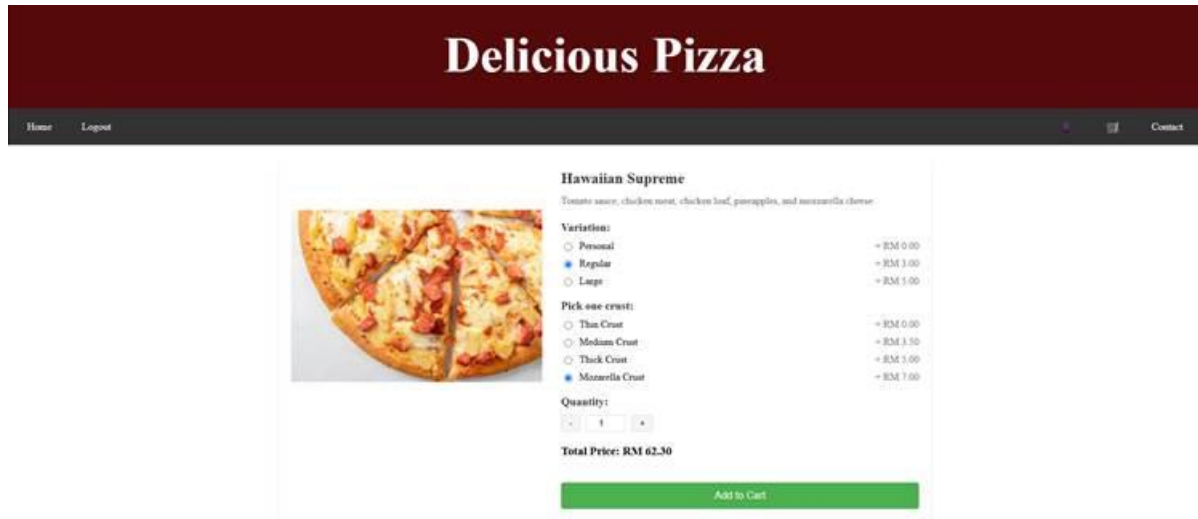 Delicious Pizza
Home Logout Contact
Hawaiian Supreme
Tomato sauce, chicken meat, chicken loaf, pineapples, and mozzarella cheese
Variation:
Personal + RM 0.00
Regular + RM 3.00
Large + RM 5.00
Pick one crust:
Thin Crust + RM 0.00
Medium Crust + RM 3.50
Thick Crust + RM 5.00
Mozarella Crust + RM 7.00
Quantity:
- 1 +
Total Price: RM 62.30
Add to Cart